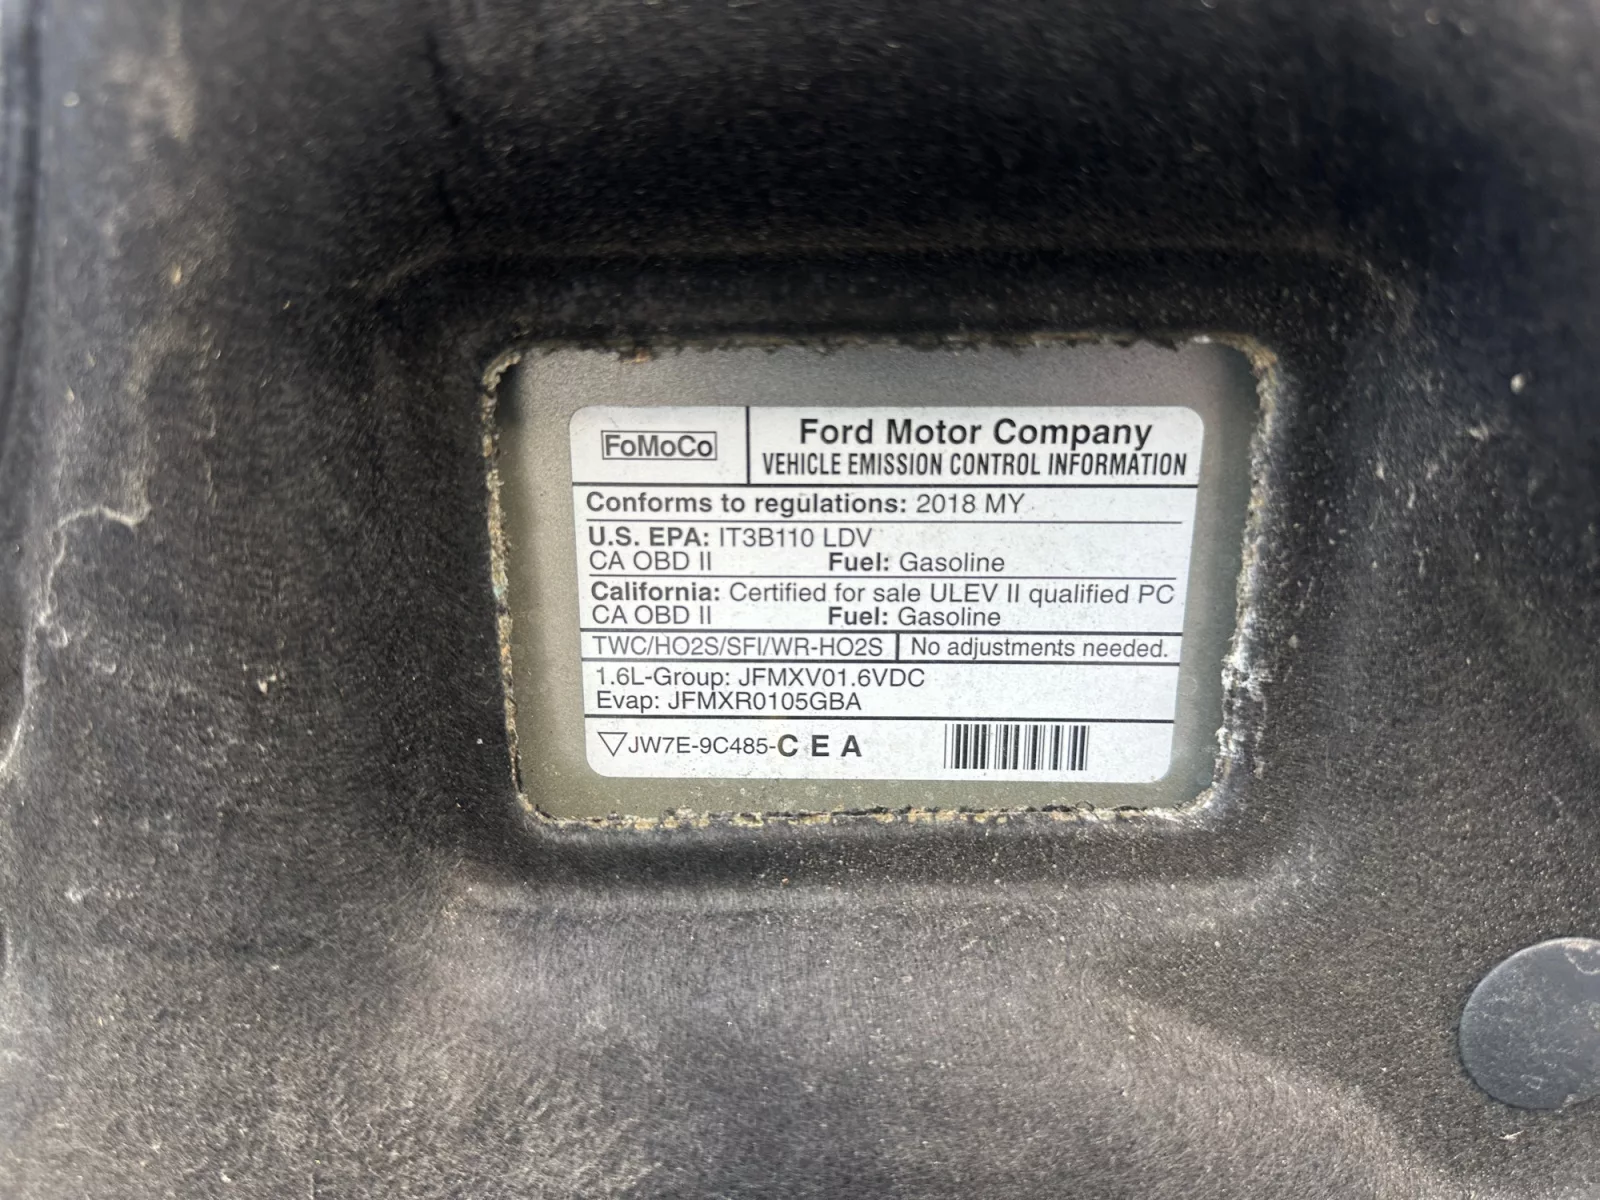 FoMoCo
Ford Motor Company
VEHICLE EMISSION CONTROL INFORMATION
Conforms to regulations: 2018 MY
U.S. EPA: IT3B110 LDV
CA OBD II Fuel: Gasoline
California: Certified for sale ULEV II qualified PC
CA OBD II Fuel: Gasoline
TWC/HO2S/SFI/WR-HO2S No adjustments needed.
1.6L-Group: JFMXV01.6VDC
Evap: JFMXR0105GBA
JW7E-9C485-C E A